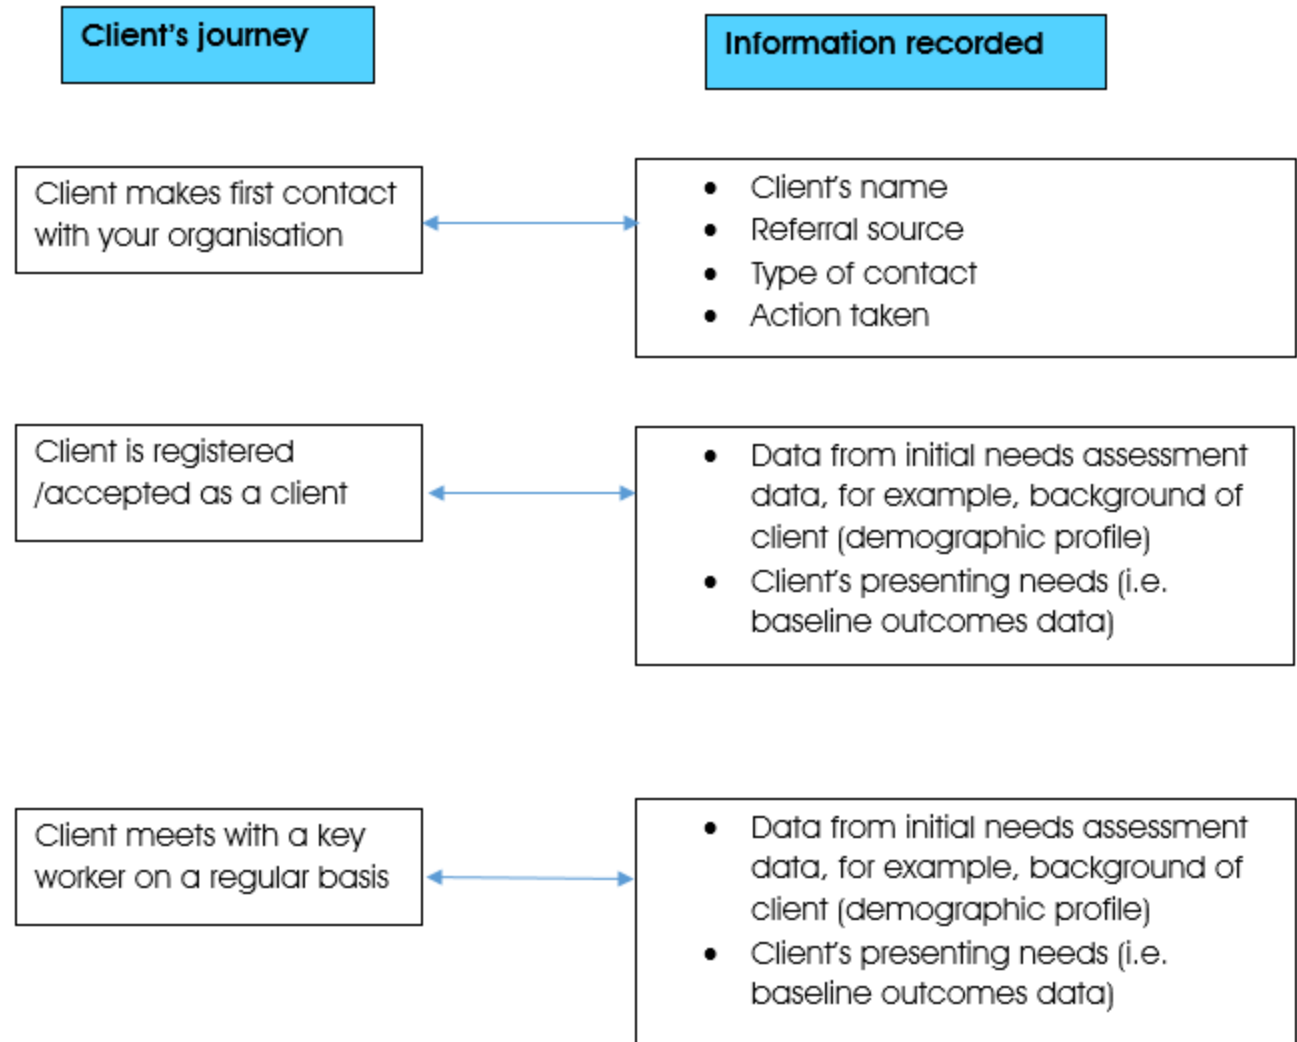 Client's journey
Information recorded
Client makes first contact
with your organisation
• Client's name
• Referral source
• Type of contact
• Action taken
Client is registered
/accepted as a client
• Data from initial needs assessment
data, for example, background of
client (demographic profile)
• Client's presenting needs (i.e.
baseline outcomes data)
Client meets with a key
worker on a regular basis
• Data from initial needs assessment
data, for example, background of
client (demographic profile)
• Client's presenting needs (i.e.
baseline outcomes data)